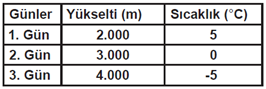 Günler Yükselti (m) Sıcaklık (°C)
1. Gün 2.000 5
2. Gün 3.000 0
3. Gün 4.000 -5